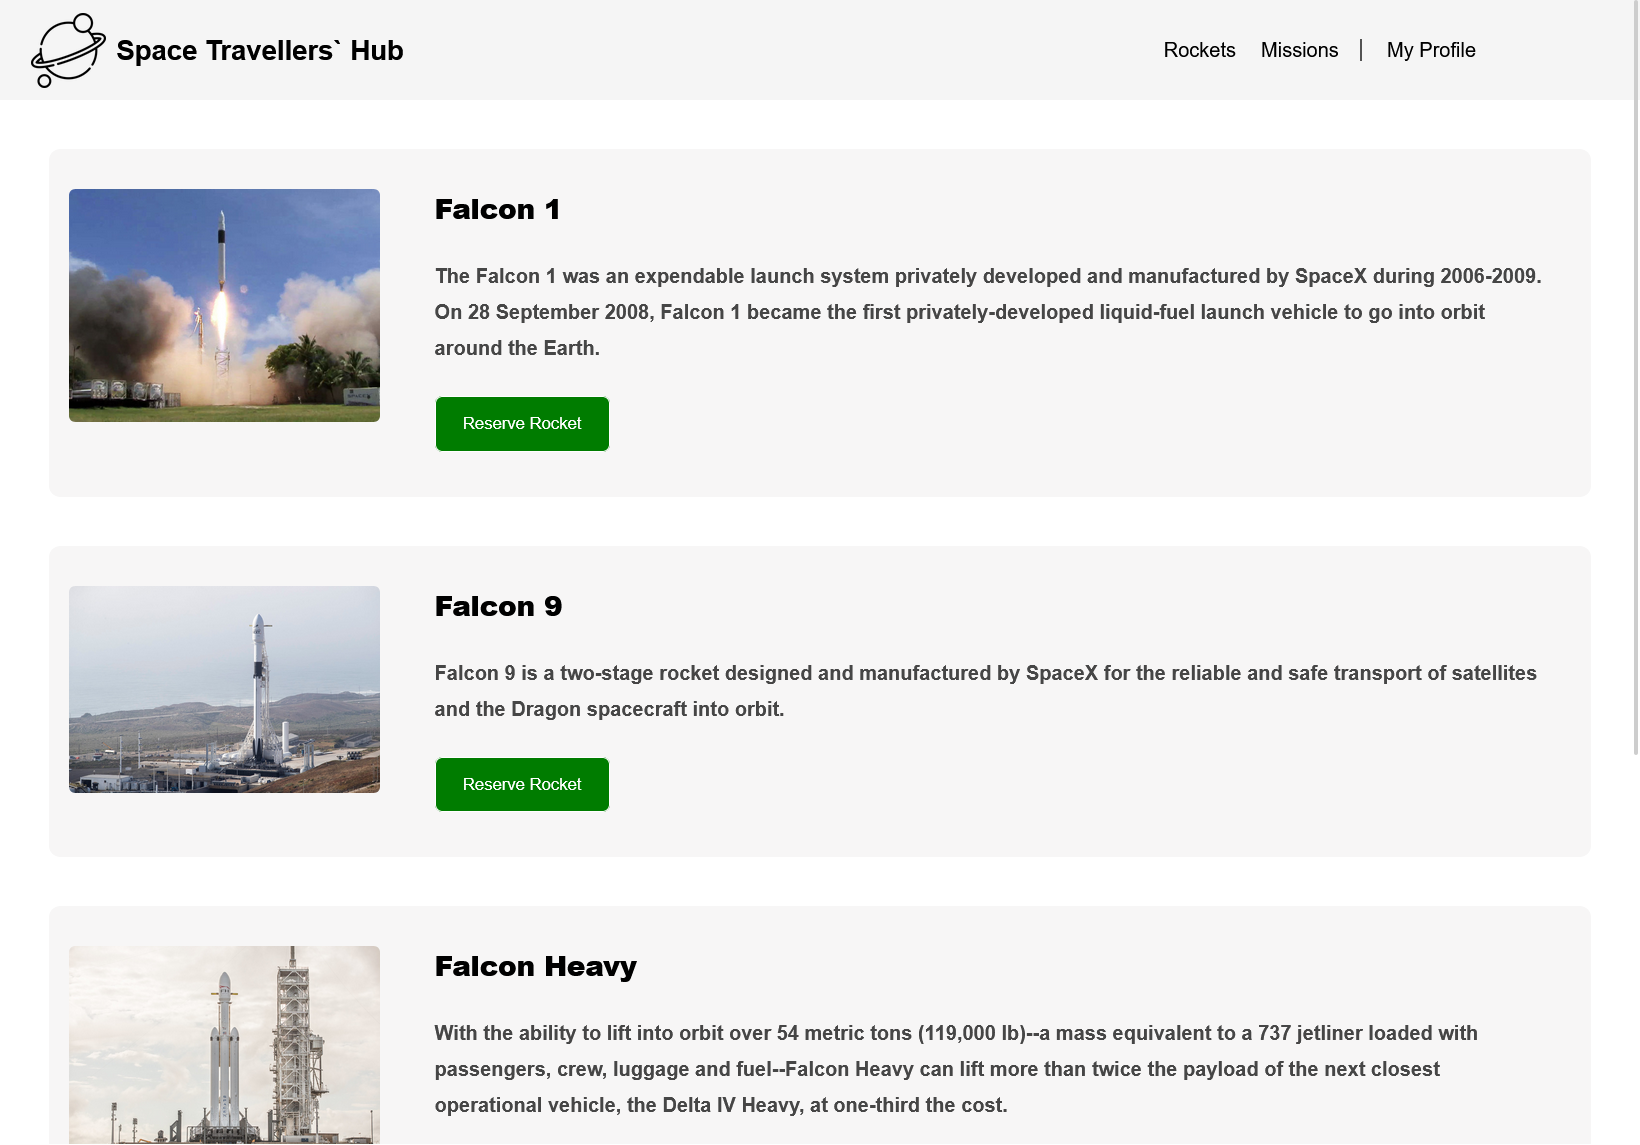 Space Travellers` Hub
Rockets Missions | My Profile
Falcon 1
The Falcon 1 was an expendable launch system privately developed and manufactured by SpaceX during 2006-2009.
On 28 September 2008, Falcon 1 became the first privately-developed liquid-fuel launch vehicle to go into orbit
around the Earth.
Reserve Rocket
Falcon 9
Falcon 9 is a two-stage rocket designed and manufactured by SpaceX for the reliable and safe transport of satellites
and the Dragon spacecraft into orbit.
Reserve Rocket
Falcon Heavy
With the ability to lift into orbit over 54 metric tons (119,000 lb)--a mass equivalent to a 737 jetliner loaded with
passengers, crew, luggage and fuel--Falcon Heavy can lift more than twice the payload of the next closest
operational vehicle, the Delta IV Heavy, at one-third the cost.